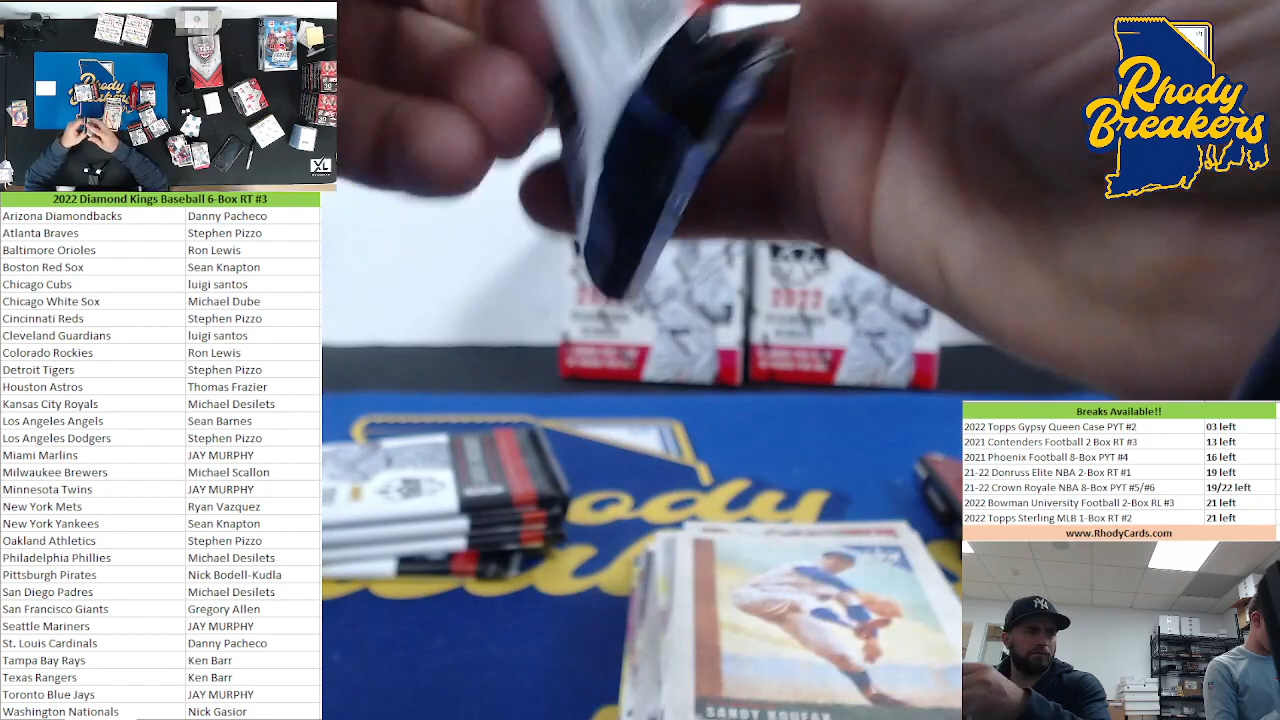 XL
2022 Diamond Kings Baseball 6-Box RT #3
Arizona Diamondbacks Danny Pacheco
Atlanta Braves Stephen Pizzo
Baltimore Orioles Ron Lewis
Boston Red Sox Sean Knapton
Chicago Cubs luigi santos
Chicago White Sox Michael Dube
Cincinnati Reds Stephen Pizzo
Cleveland Guardians luigi santos
Colorado Rockies Ron Lewis
Detroit Tigers Stephen Pizzo
Houston Astros Thomas Frazier
Kansas City Royals Michael Desilets
Los Angeles Angels Sean Barnes
Los Angeles Dodgers Stephen Pizzo
Miami Marlins JAY MURPHY
Milwaukee Brewers Michael Scallon
Minnesota Twins JAY MURPHY
New York Mets Ryan Vazquez
New York Yankees Sean Knapton
Oakland Athletics Stephen Pizzo
Philadelphia Phillies Michael Desilets
Pittsburgh Pirates Nick Bodell-Kudla
San Diego Padres Michael Desilets
San Francisco Giants Gregory Allen
Seattle Mariners JAY MURPHY
St. Louis Cardinals Danny Pacheco
Tampa Bay Rays Ken Barr
Texas Rangers Ken Barr
Toronto Blue Jays JAY MURPHY
Washington Nationals Nick Gasior
2022
2022
Rhody
SANDY KOUFAX
Rhody
Breakers
Breaks Available!!
2022 Topps Gypsy Queen Case PYT #2 03 left
2021 Contenders Football 2 Box RT #3 13 left
2021 Phoenix Football 8-Box PYT #4 16 left
21-22 Donruss Elite NBA 2-Box RT #1 19 left
21-22 Crown Royale NBA 8-Box PYT #5/#6 19/22 left
2022 Bowman University Football 2-Box RL #3 21 left
2022 Topps Sterling MLB 1-Box RT #2 21 left
www.RhodyCards.com